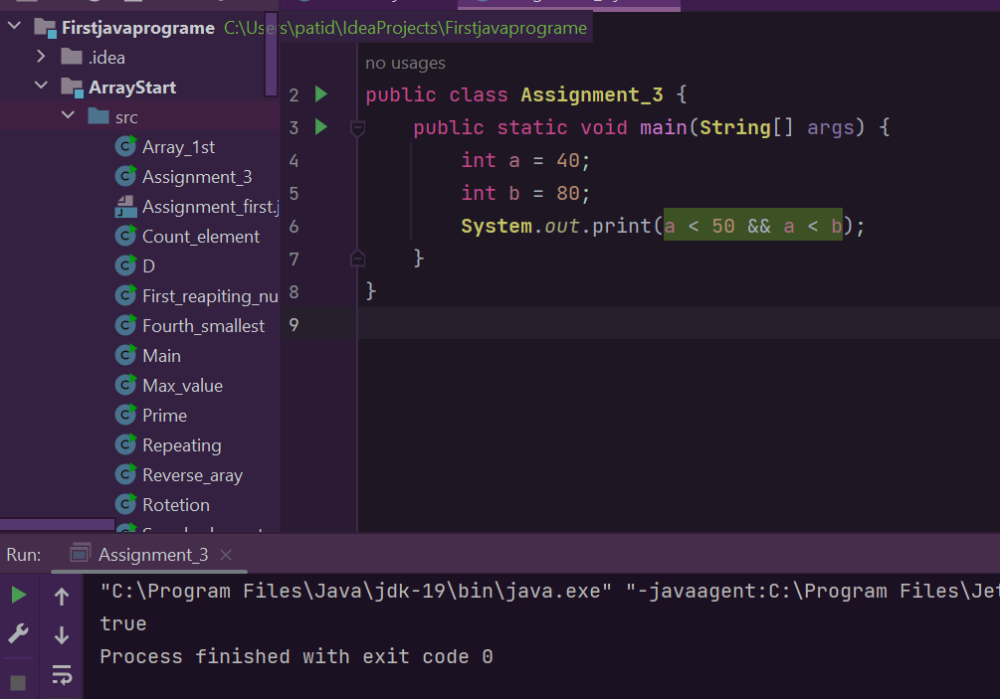 Firstjavaprograme C:\Users\patid\IdeaProjects\Firstjavaprograme
.idea
ArrayStart
src
Array_1st
Assignment_3
Assignment_first.j
Count_element
D
First_reapiting_nu
Fourth_smallest
Main
Max_value
Prime
Repeating
Reverse_aray
Rotetion
no usages
2 public class Assignment_3 {
3 public static void main(String[] args) {
4 int a = 40;
5 int b = 80;
6 System.out.print(a < 50 && a < b);
7 }
8 }
9
Run: Assignment_3
"C:\Program Files\Java\jdk-19\bin\java.exe" "-javaagent:C:\Program Files\Jet
true
Process finished with exit code 0